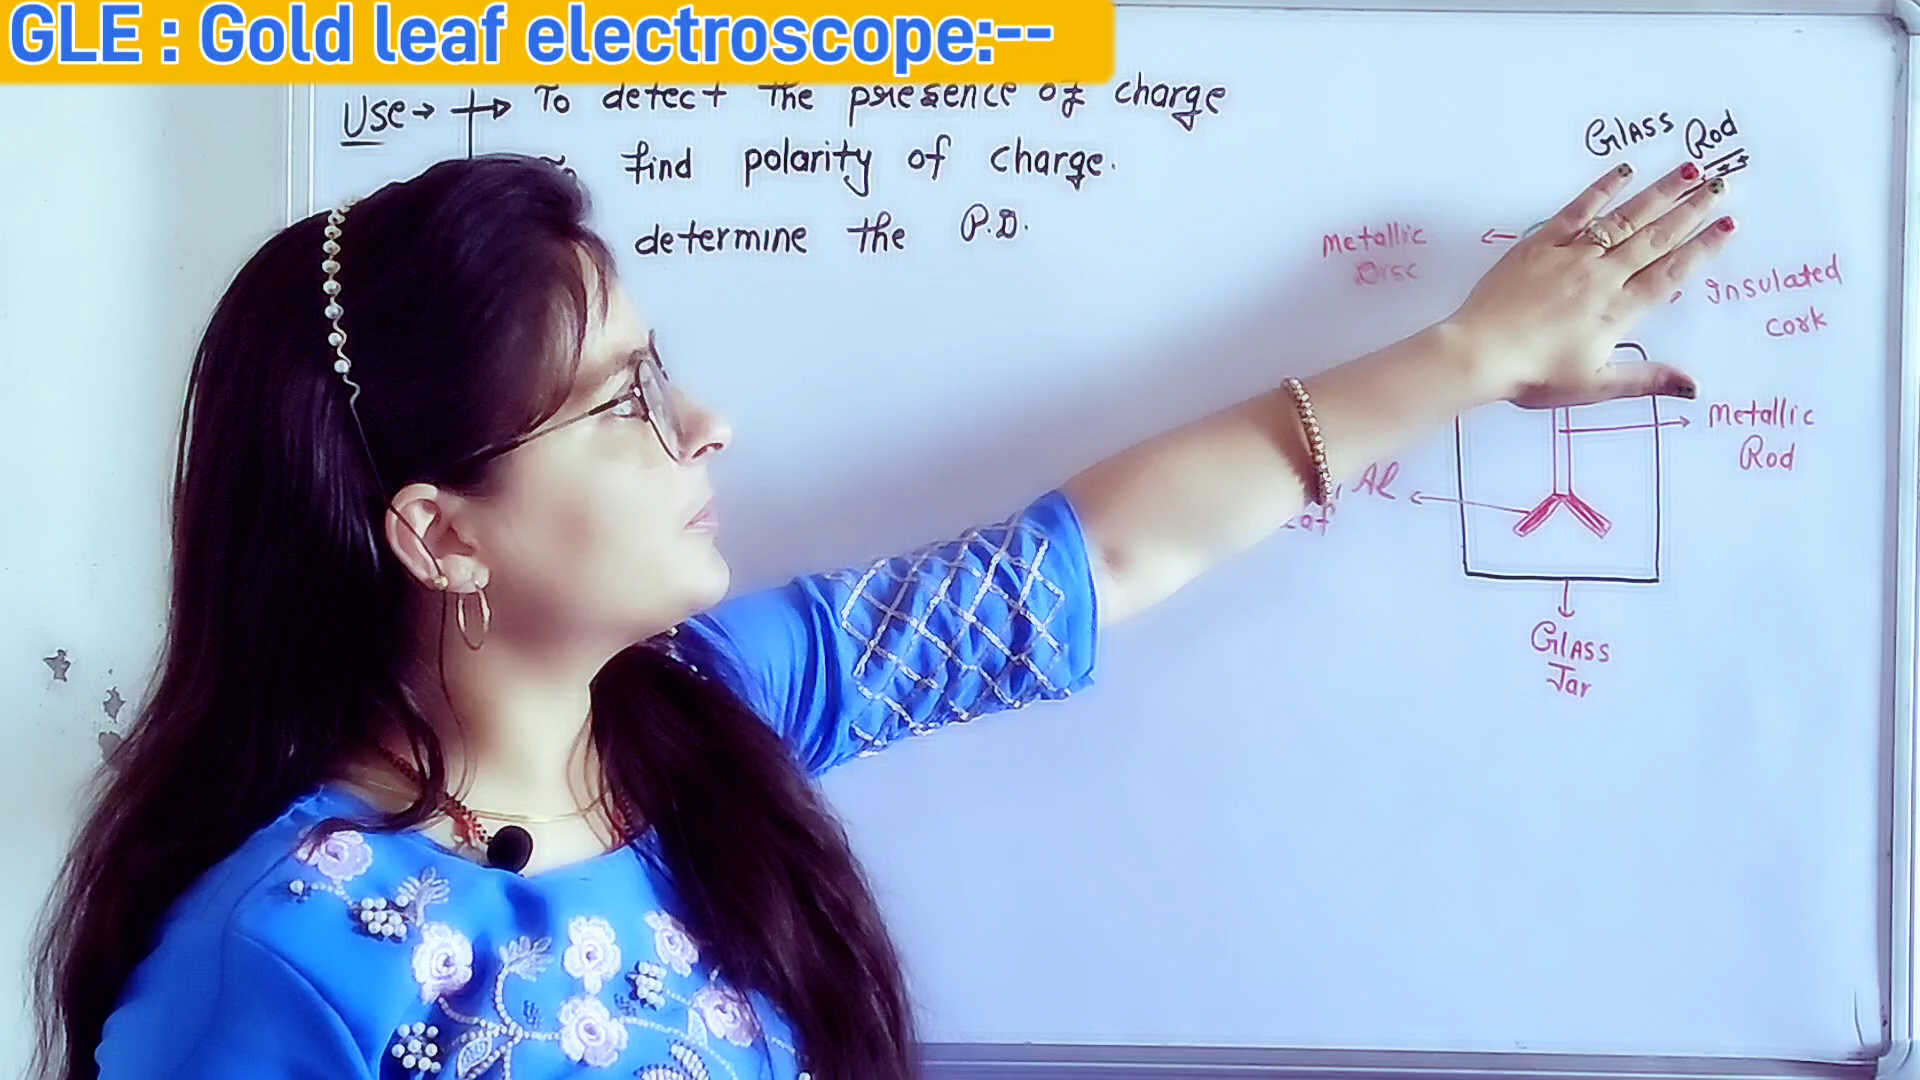 GLE : Gold leaf electroscope:--
Use → To detect the presence of charge
find polarity of charge.
determine the P.D.
Glass Rod
Metallic
Disc
Insulated
cork
Metallic
Rod
Al
Glass
Jar